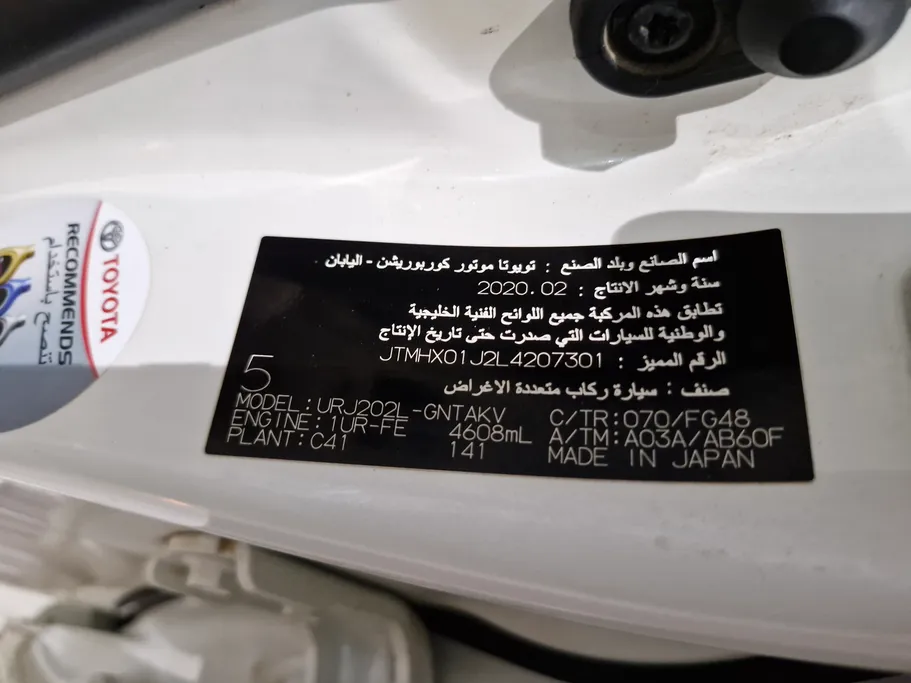 اسم الصانع وبلد الصنع : تويوتا موتور كوربوريشن - اليابان
سنة وشهر الانتاج : 2020.02
تطابق هذه المركبة جميع اللوائح الفنية الخليجية
والوطنية للسيارات التي صدرت حتى تاريخ الإنتاج
الرقم المميز : JTMHX01J2L4207301
صنف : سيارة ركاب متعددة الاغراض
5
MODEL:URJ202L-GNTAKV C/TR:070/FG48
ENGINE:1UR-FE 4608mL A/TM:A03A/AB60F
PLANT:C41 141 MADE IN JAPAN
TOYOTA
RECOMMENDS
تنصح باستخدام